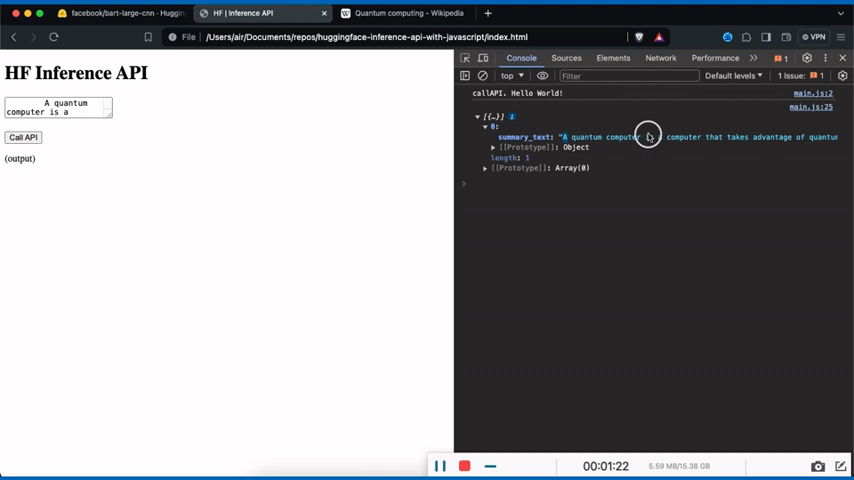 facebook/bart-large-cnn · Hugging
HF | Inference API
Quantum computing - Wikipedia
File
/Users/air/Documents/repos/huggingface-inference-api-with-javascript/index.html
VPN
HF Inference API
A quantum
computer is a
Call API
(output)
Console
Sources
Elements
Network
Performance
1
top
Filter
Default levels
1 Issue:
1
callAPI. Hello World!
main.js:2
main.js:25
[{…}]
0:
summary_text: "A quantum computer is a computer that takes advantage of quantum
[[Prototype]]: Object
length: 1
[[Prototype]]: Array(0)
00:01:22
5.59 MB/15.38 GB